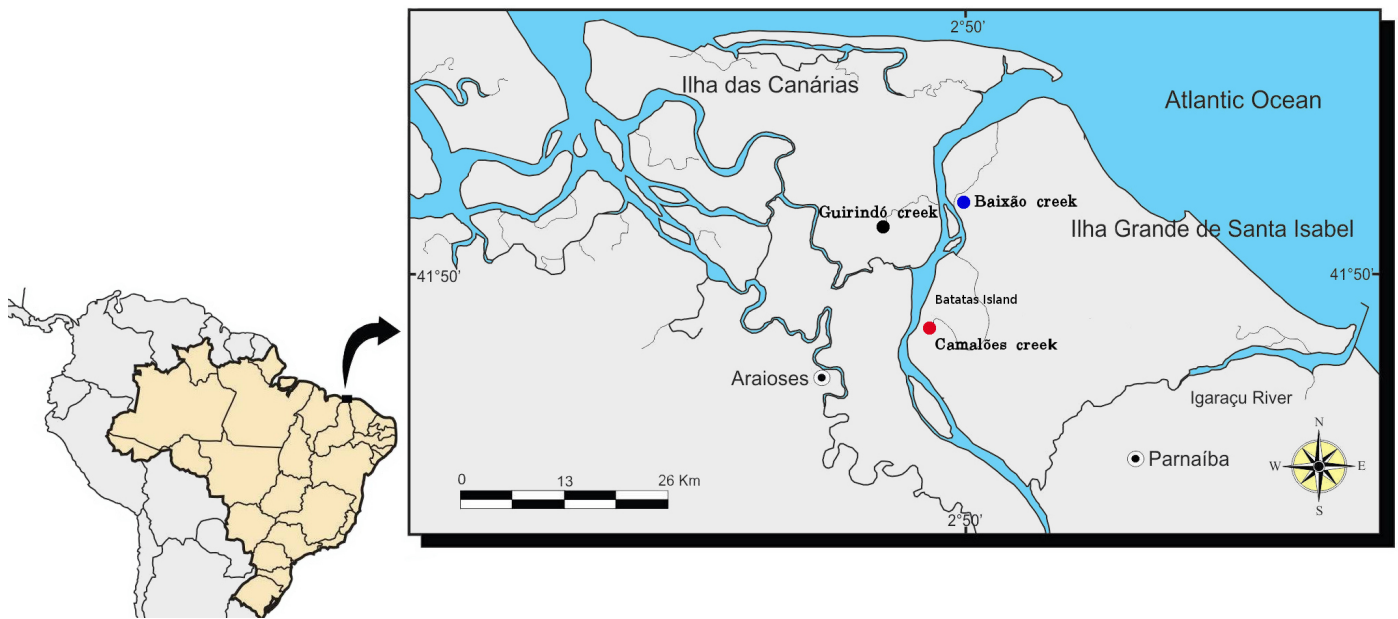 2°50'
Ilha das Canárias
Atlantic Ocean
Baixão creek
Guirindó creek
Ilha Grande de Santa Isabel
41°50'
41°50'
Batatas Island
Camalões creek
Araioses
Igaraçu River
N
Parnaíba
W
E
0
13
26 Km
S
2°50'